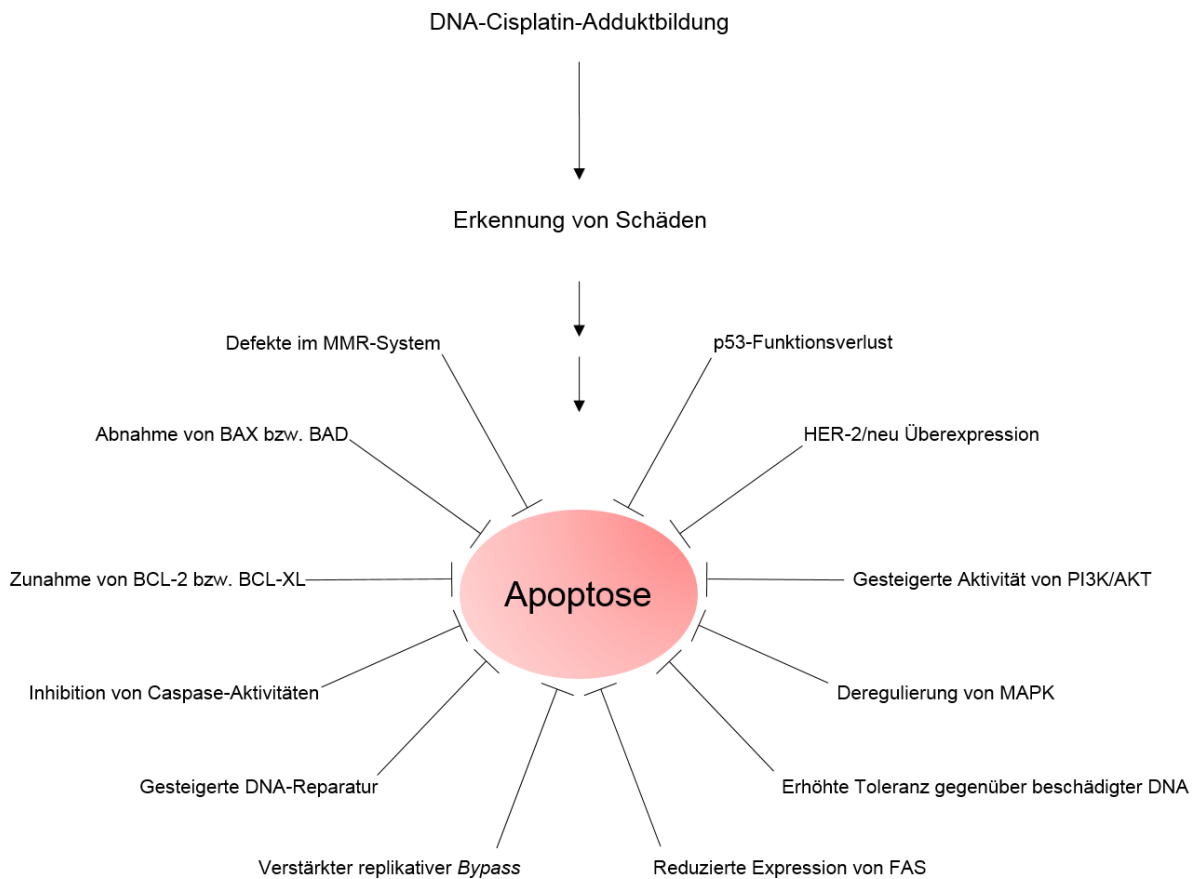 DNA-Cisplatin-Adduktbildung
Erkennung von Schäden
Defekte im MMR-System
p53-Funktionsverlust
Abnahme von BAX bzw. BAD
HER-2/neu Überexpression
Zunahme von BCL-2 bzw. BCL-XL
Apoptose
Gesteigerte Aktivität von PI3K/AKT
Inhibition von Caspase-Aktivitäten
Deregulierung von MAPK
Gesteigerte DNA-Reparatur
Erhöhte Toleranz gegenüber beschädigter DNA
Verstärkter replikativer Bypass
Reduzierte Expression von FAS